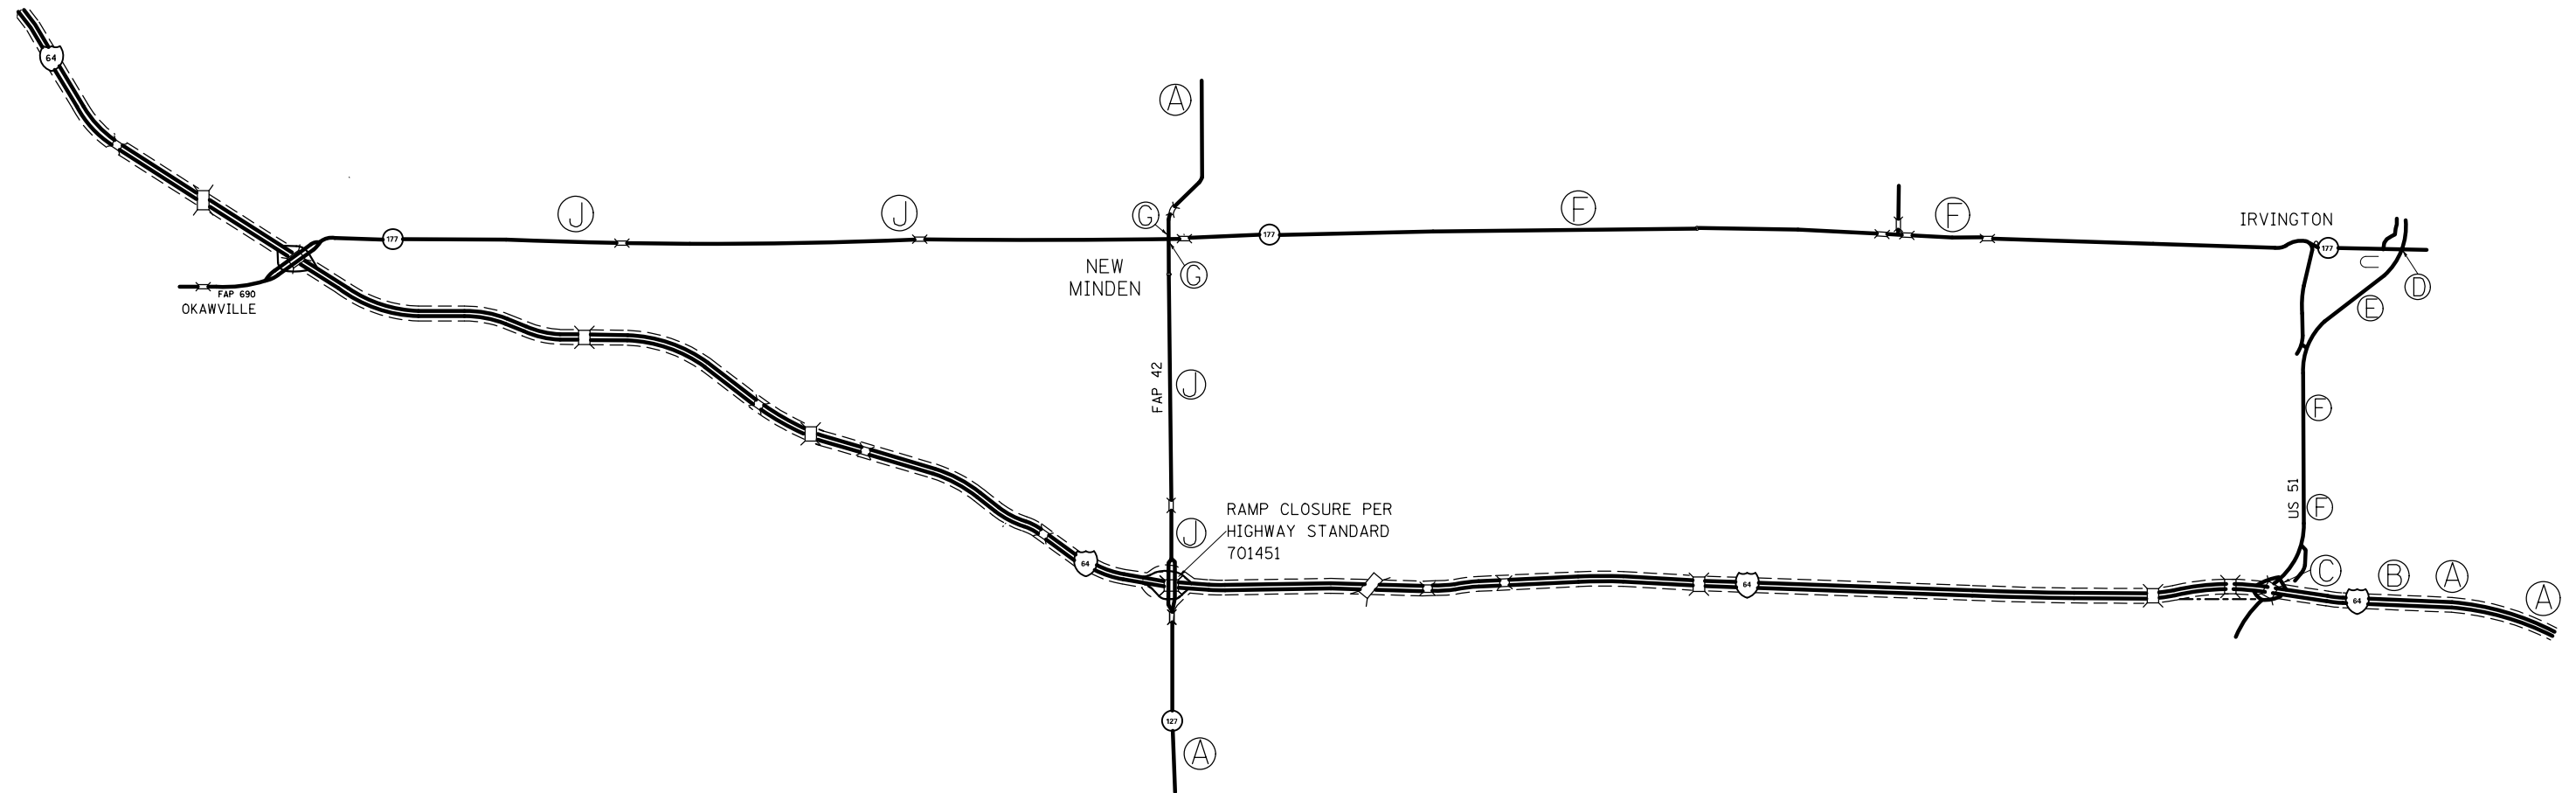 64
A
J
J
G
F
F
IRVINGTON
177
177
177
NEW
MINDEN
G
D
E
FAP 690
OKAWVILLE
FAP 42
J
F
US 51
F
RAMP CLOSURE PER
HIGHWAY STANDARD
701451
J
64
64
C
B
A
A
64
127
A